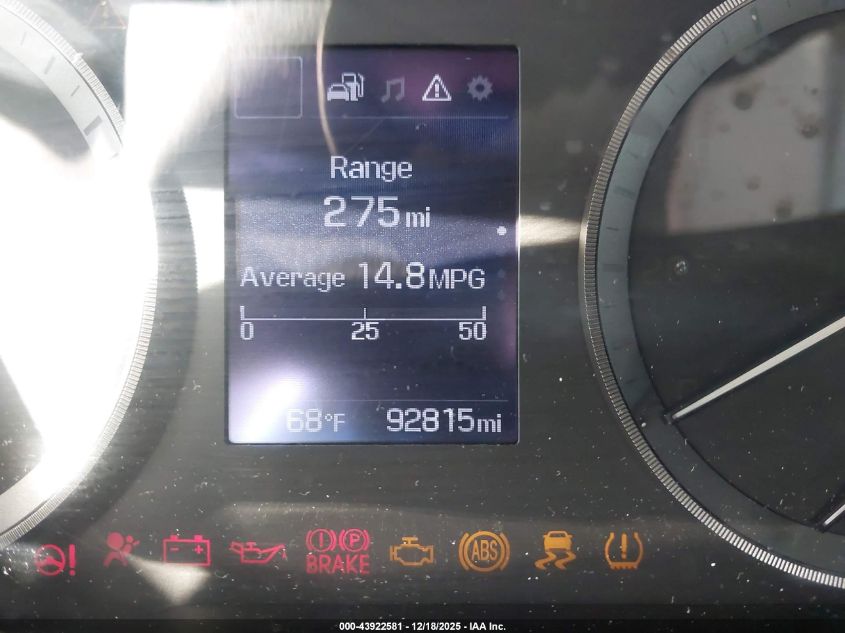 Range
275 mi
Average 14.8 MPG
0 25 50
68°F 92815 mi
! ! P ABS !
BRAKE
000-43922581 - 12/18/2025 - IAA Inc.